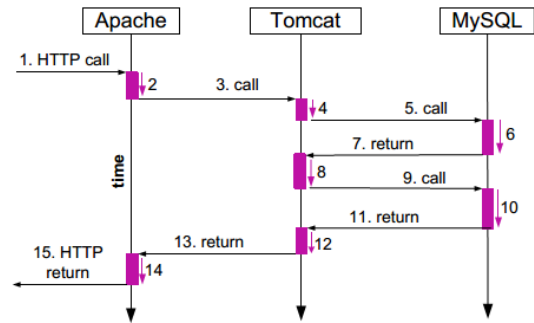 Apache
Tomcat
MySQL
1. HTTP call
2
3. call
4
5. call
6
7. return
8
9. call
10
11. return
12
13. return
14
15. HTTP
return
time